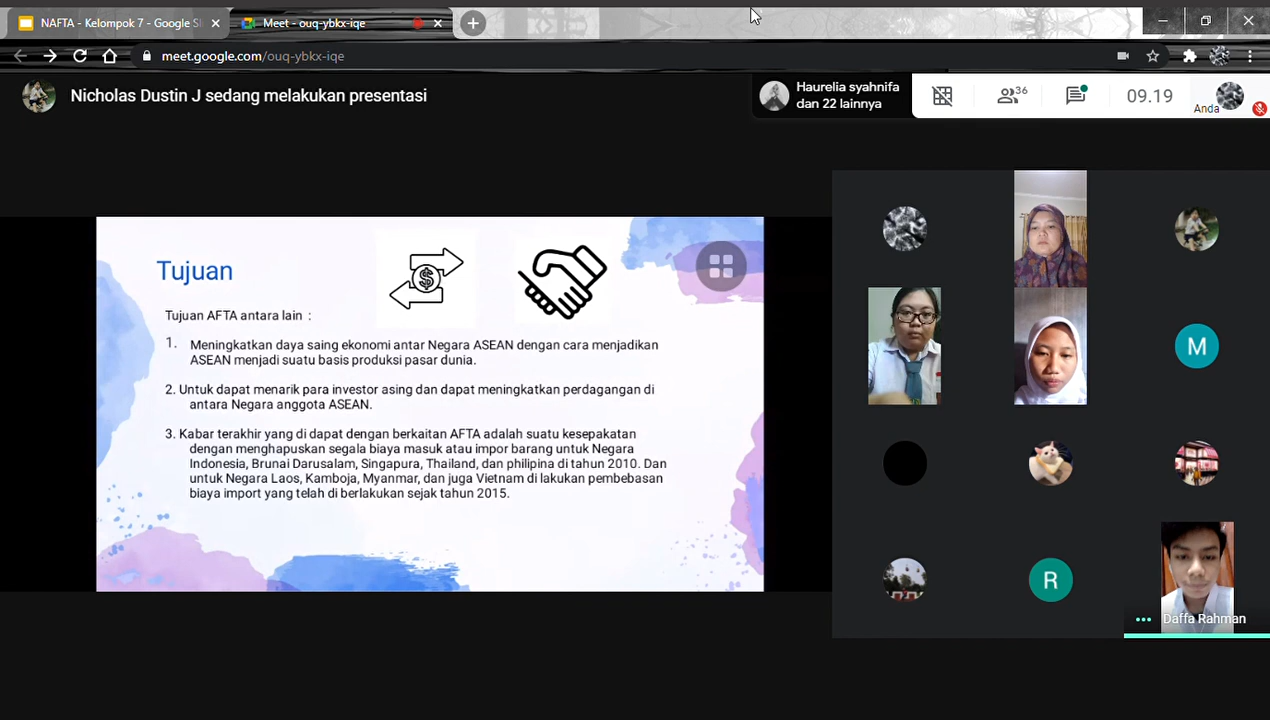 NAFTA - Kelompok 7 - Google Sl
Meet - ouq-ybkx-iqe
meet.google.com/ouq-ybkx-iqe
Nicholas Dustin J sedang melakukan presentasi
Haurelia syahnifa
dan 22 lainnya
36
09.19
Anda
Tujuan
Tujuan AFTA antara lain :
1. Meningkatkan daya saing ekonomi antar Negara ASEAN dengan cara menjadikan
ASEAN menjadi suatu basis produksi pasar dunia.
2. Untuk dapat menarik para investor asing dan dapat meningkatkan perdagangan di
antara Negara anggota ASEAN.
3. Kabar terakhir yang di dapat dengan berkaitan AFTA adalah suatu kesepakatan
dengan menghapuskan segala biaya masuk atau impor barang untuk Negara
Indonesia, Brunai Darusalam, Singapura, Thailand, dan philipina di tahun 2010. Dan
untuk Negara Laos, Kamboja, Myanmar, dan juga Vietnam di lakukan pembebasan
biaya import yang telah di berlakukan sejak tahun 2015.
$
M
R
Daffa Rahman